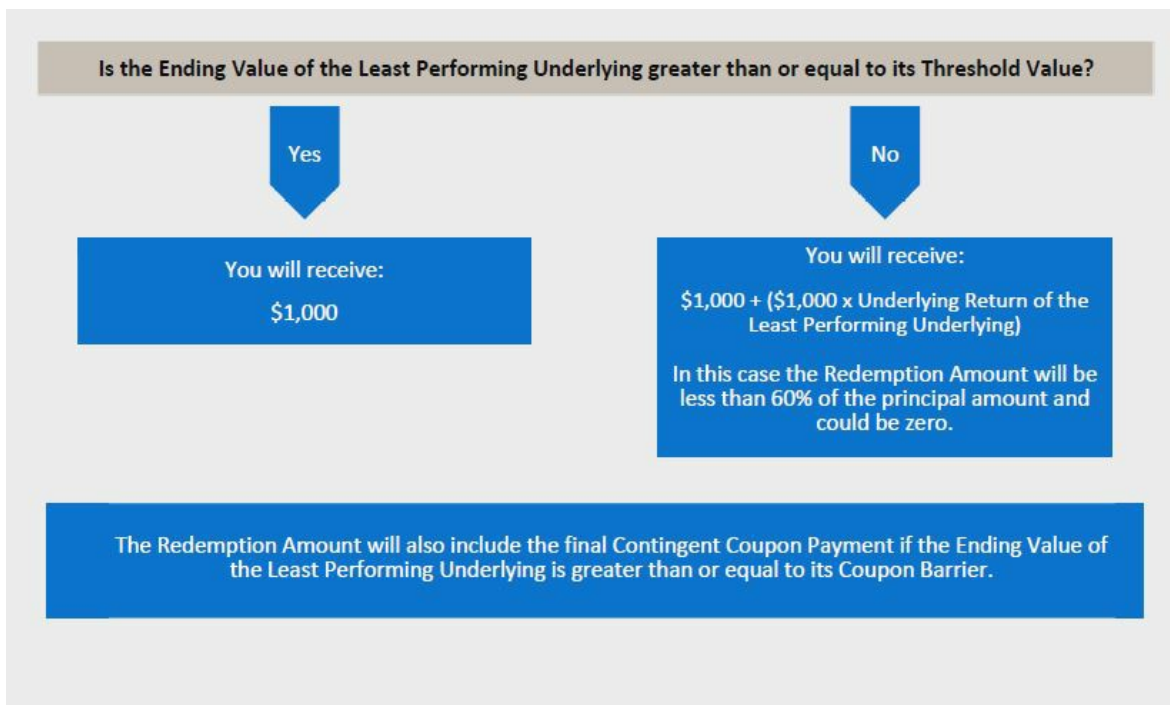 Is the Ending Value of the Least Performing Underlying greater than or equal to its Threshold Value?
Yes
No
You will receive:
$1,000
You will receive:
$1,000 + ($1,000 x Underlying Return of the
Least Performing Underlying)
In this case the Redemption Amount will be
less than 60% of the principal amount and
could be zero.
The Redemption Amount will also include the final Contingent Coupon Payment if the Ending Value of
the Least Performing Underlying is greater than or equal to its Coupon Barrier.